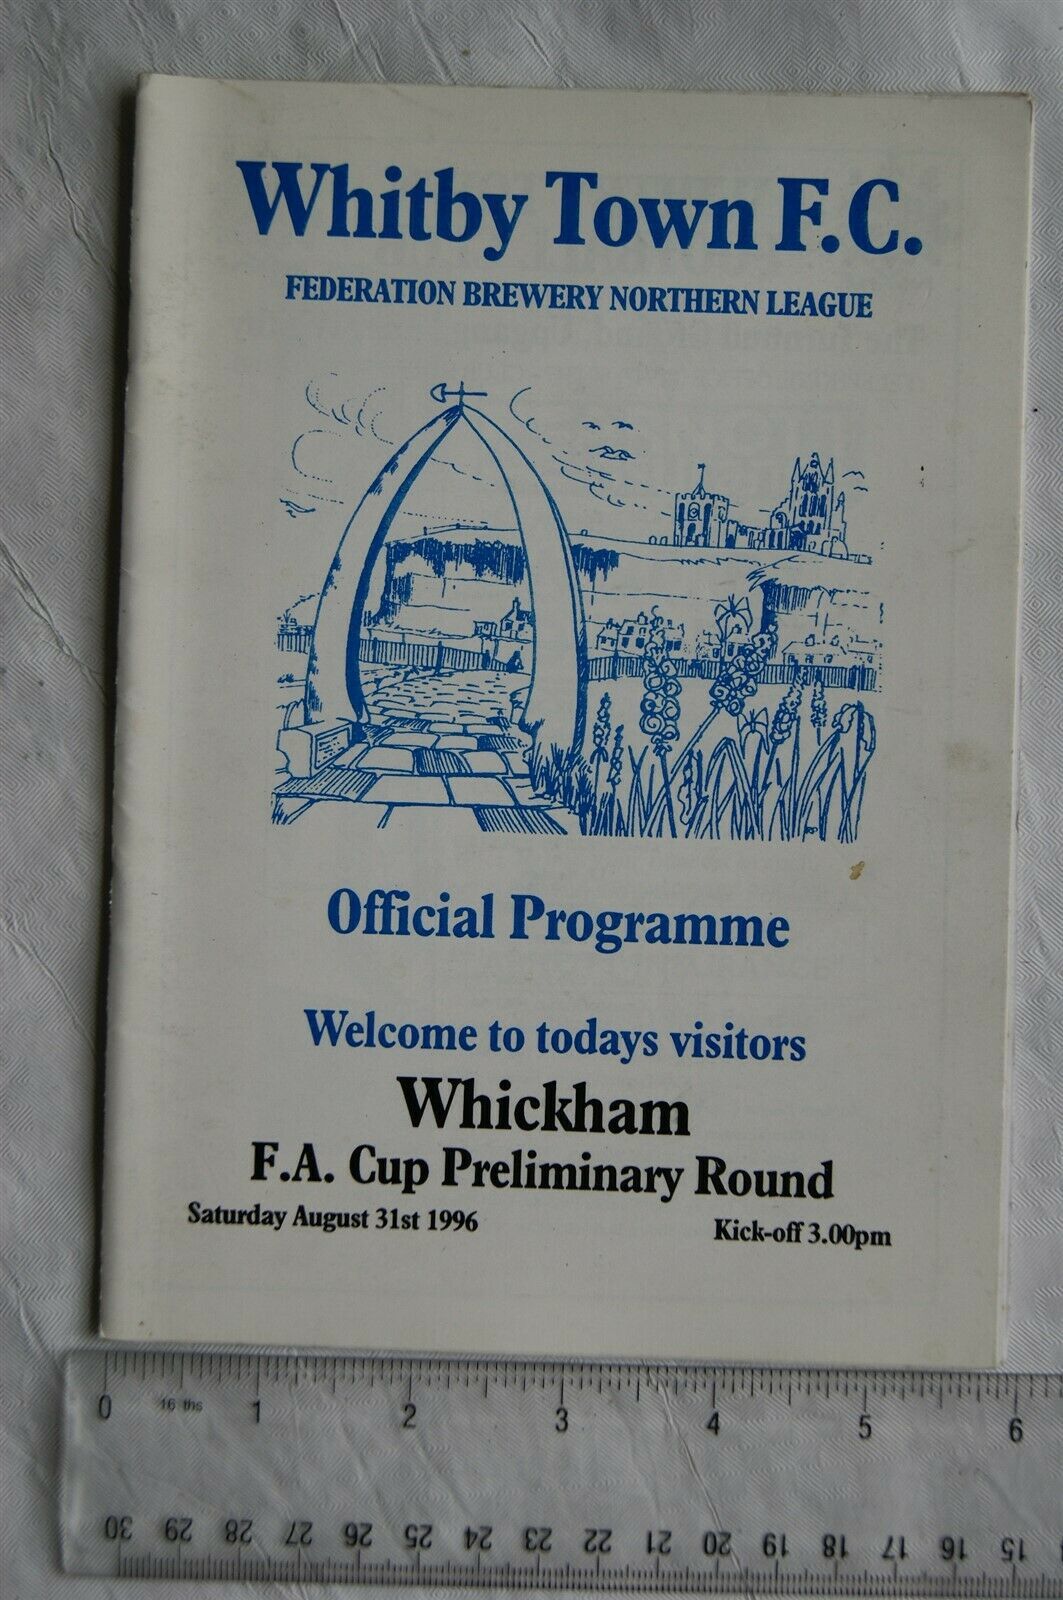 Whitby Town F.C.
FEDERATION BREWERY NORTHERN LEAGUE
Official Programme
Welcome to todays visitors
Whickham
F.A. Cup Preliminary Round
Saturday August 31st 1996
Kick-off 3.00pm
0 16 ths 1 2 3 4 5 6
30 29 28 27 26 25 24 23 22 21 20 19 18 17 16 15